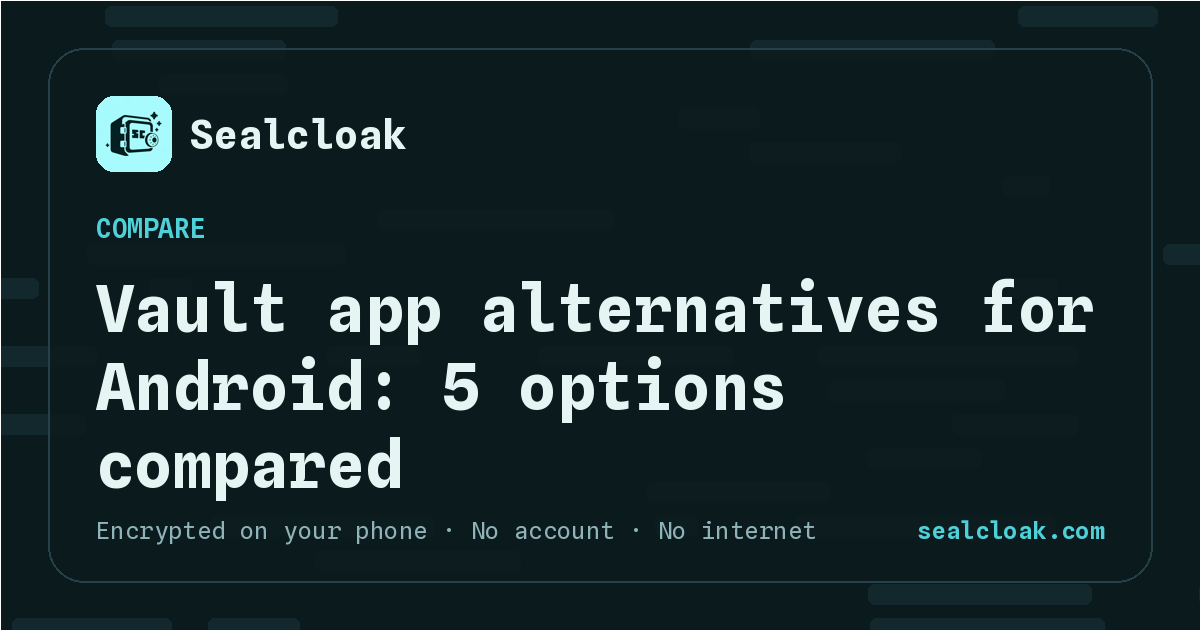 SC
Sealcloak
COMPARE
Vault app alternatives for
Android: 5 options
compared
Encrypted on your phone · No account · No internet
sealcloak.com